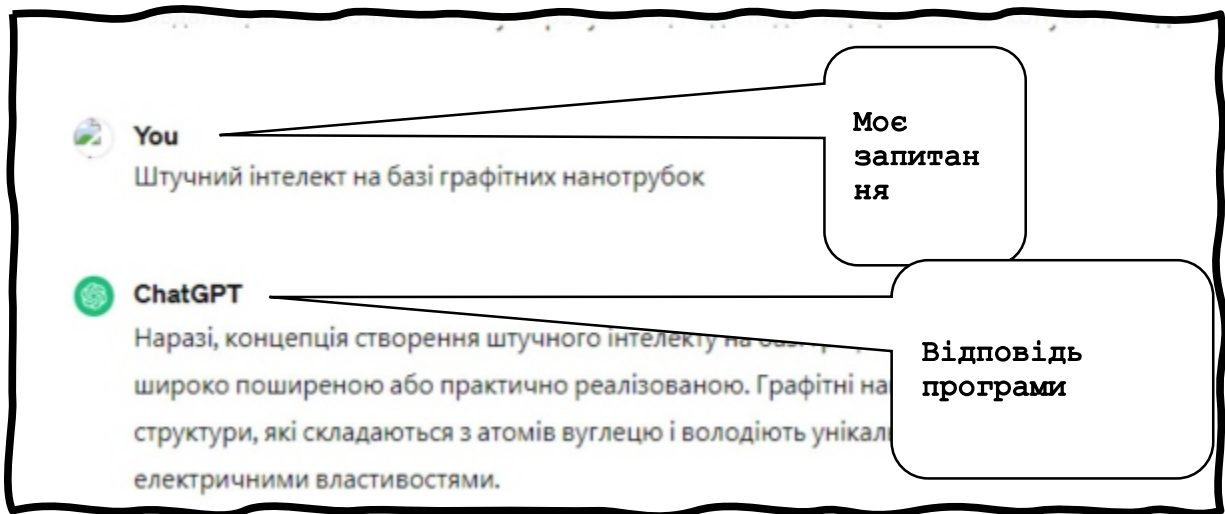 You
Штучний інтелект на базі графітних нанотрубок
Моє
запитан
ня
ChatGPT
Наразі, концепція створення штучного інтелекту на базі
широко поширеною або практично реалізованою. Графітні
структури, які складаються з атомів вуглецю і володіють
електричними властивостями.
Відповідь
програми